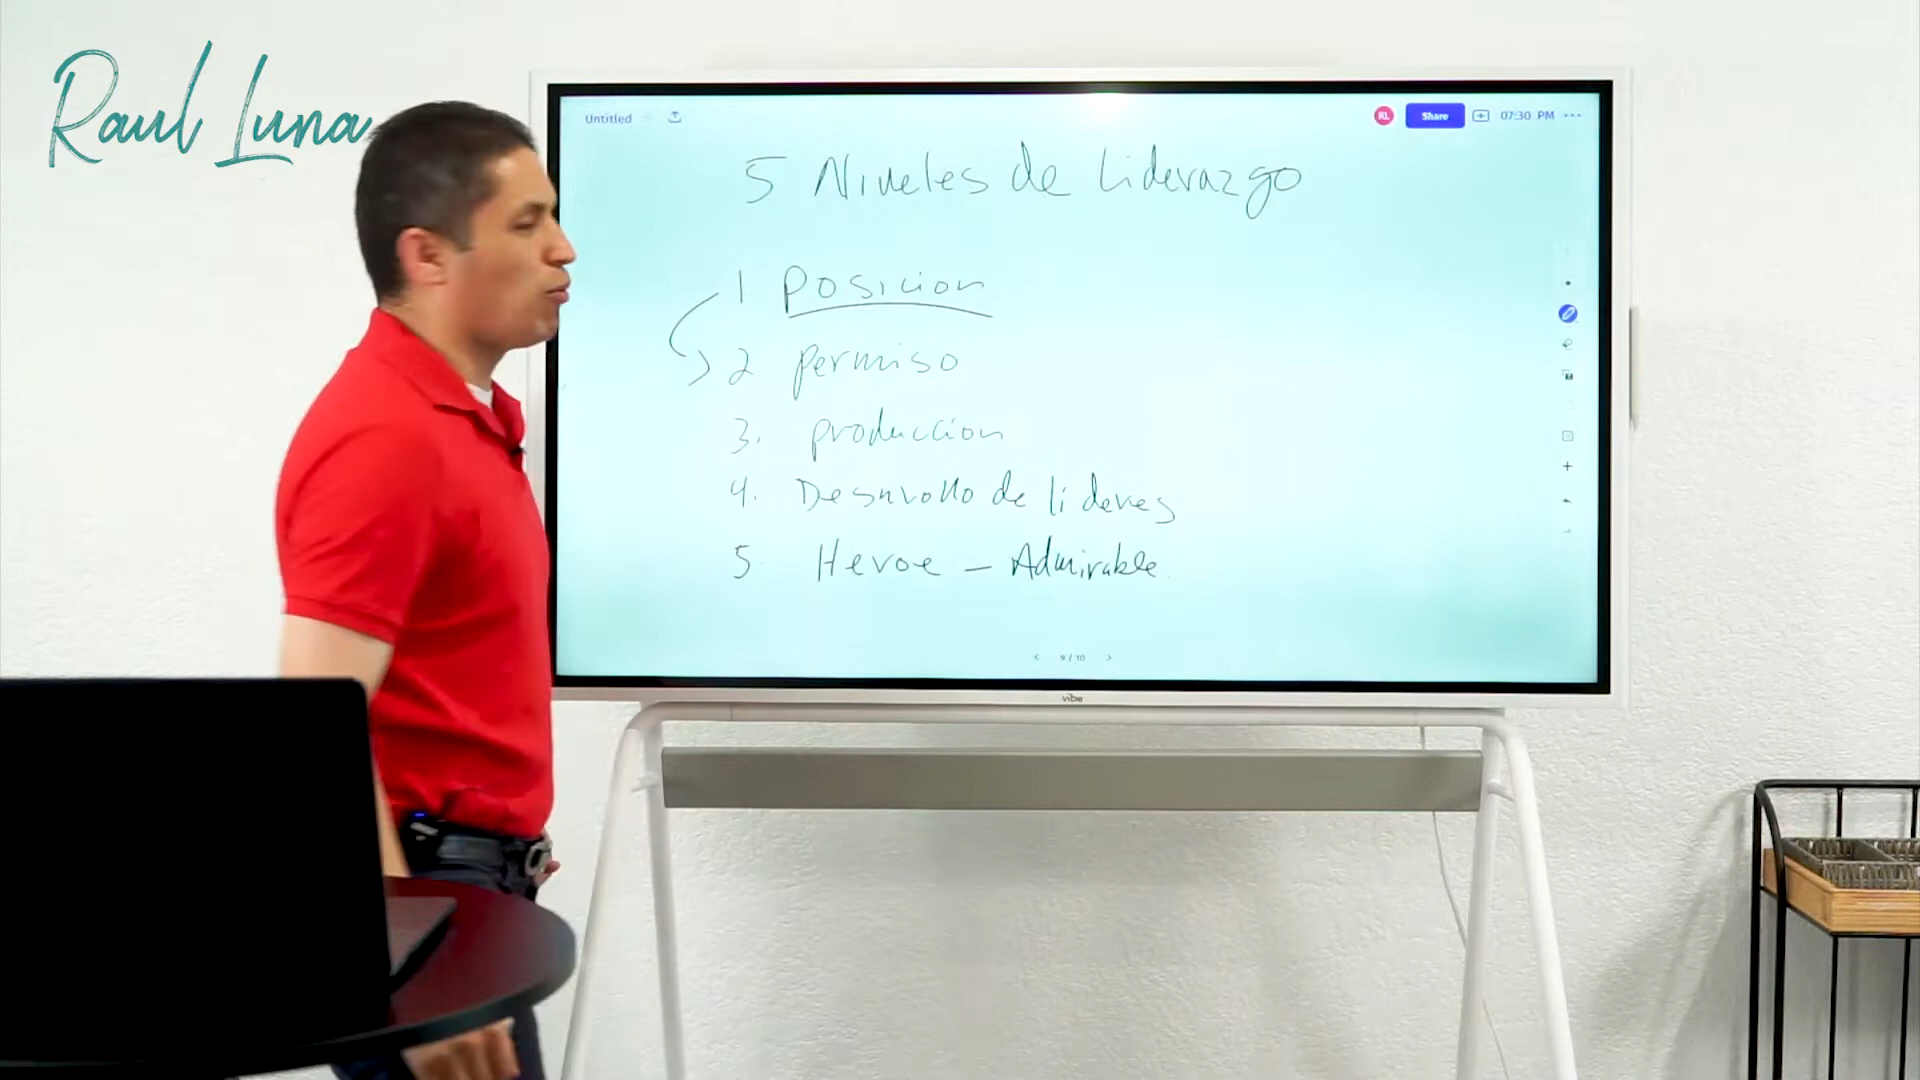 Raul Luna
Untitled
RL
Share
07:30 PM
5 Niveles de Liderazgo
1 Posicion
2 permiso
3. produccion
4. Desarrollo de lideres
5 Heroe - Admirable.
9/10
vibe